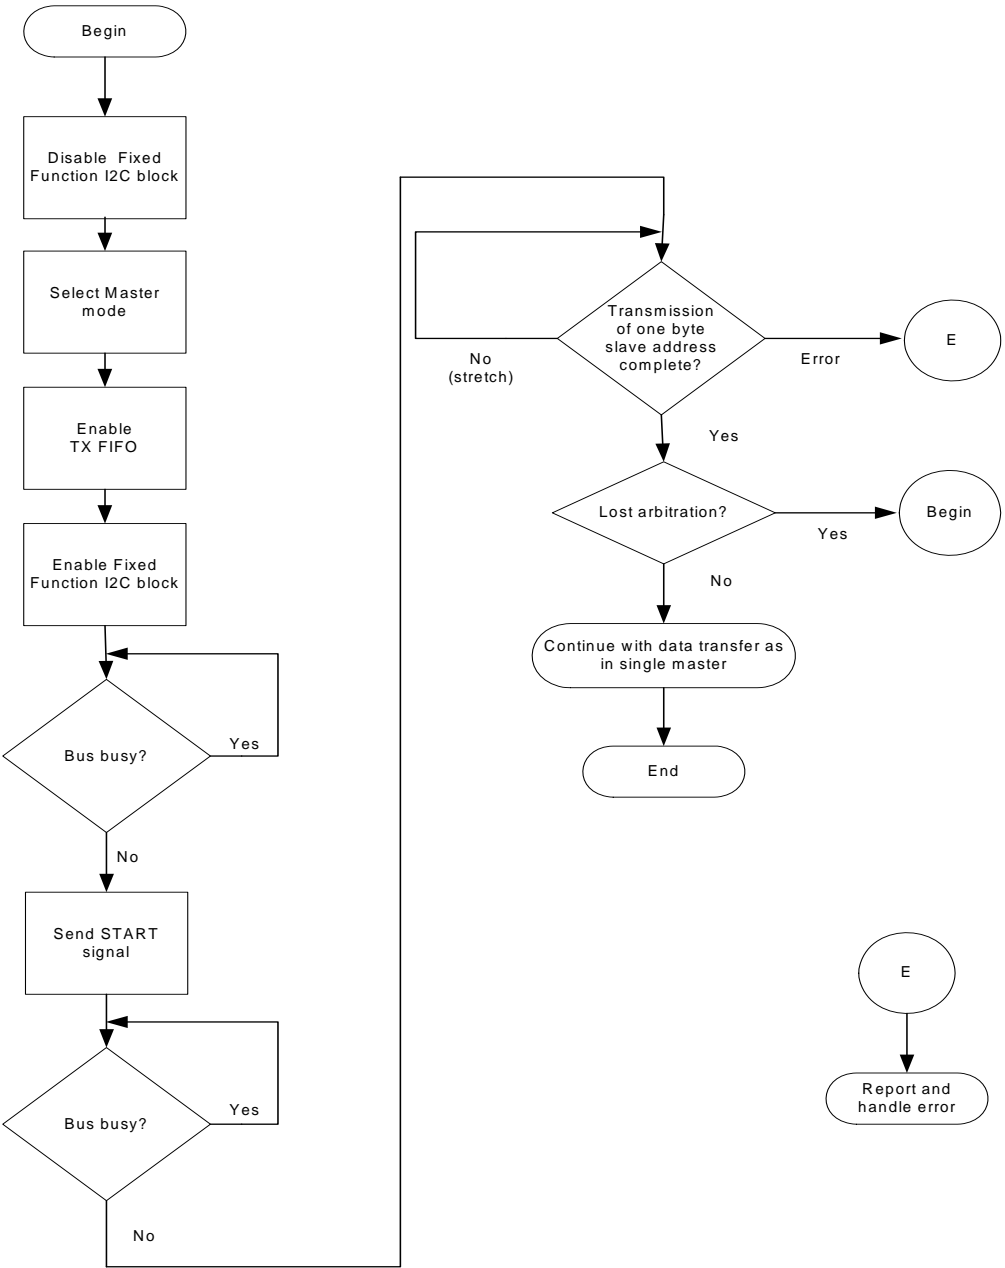 Begin
Disable Fixed
Function I2C block
Select Master
mode
Enable
TX FIFO
Enable Fixed
Function I2C block
Bus busy?
Yes
No
Send START
signal
Bus busy?
Yes
No
Transmission
of one byte
slave address
complete?
No
(stretch)
Error
E
Yes
Lost arbitration?
Yes
Begin
No
Continue with data transfer as
in single master
End
E
Report and
handle error